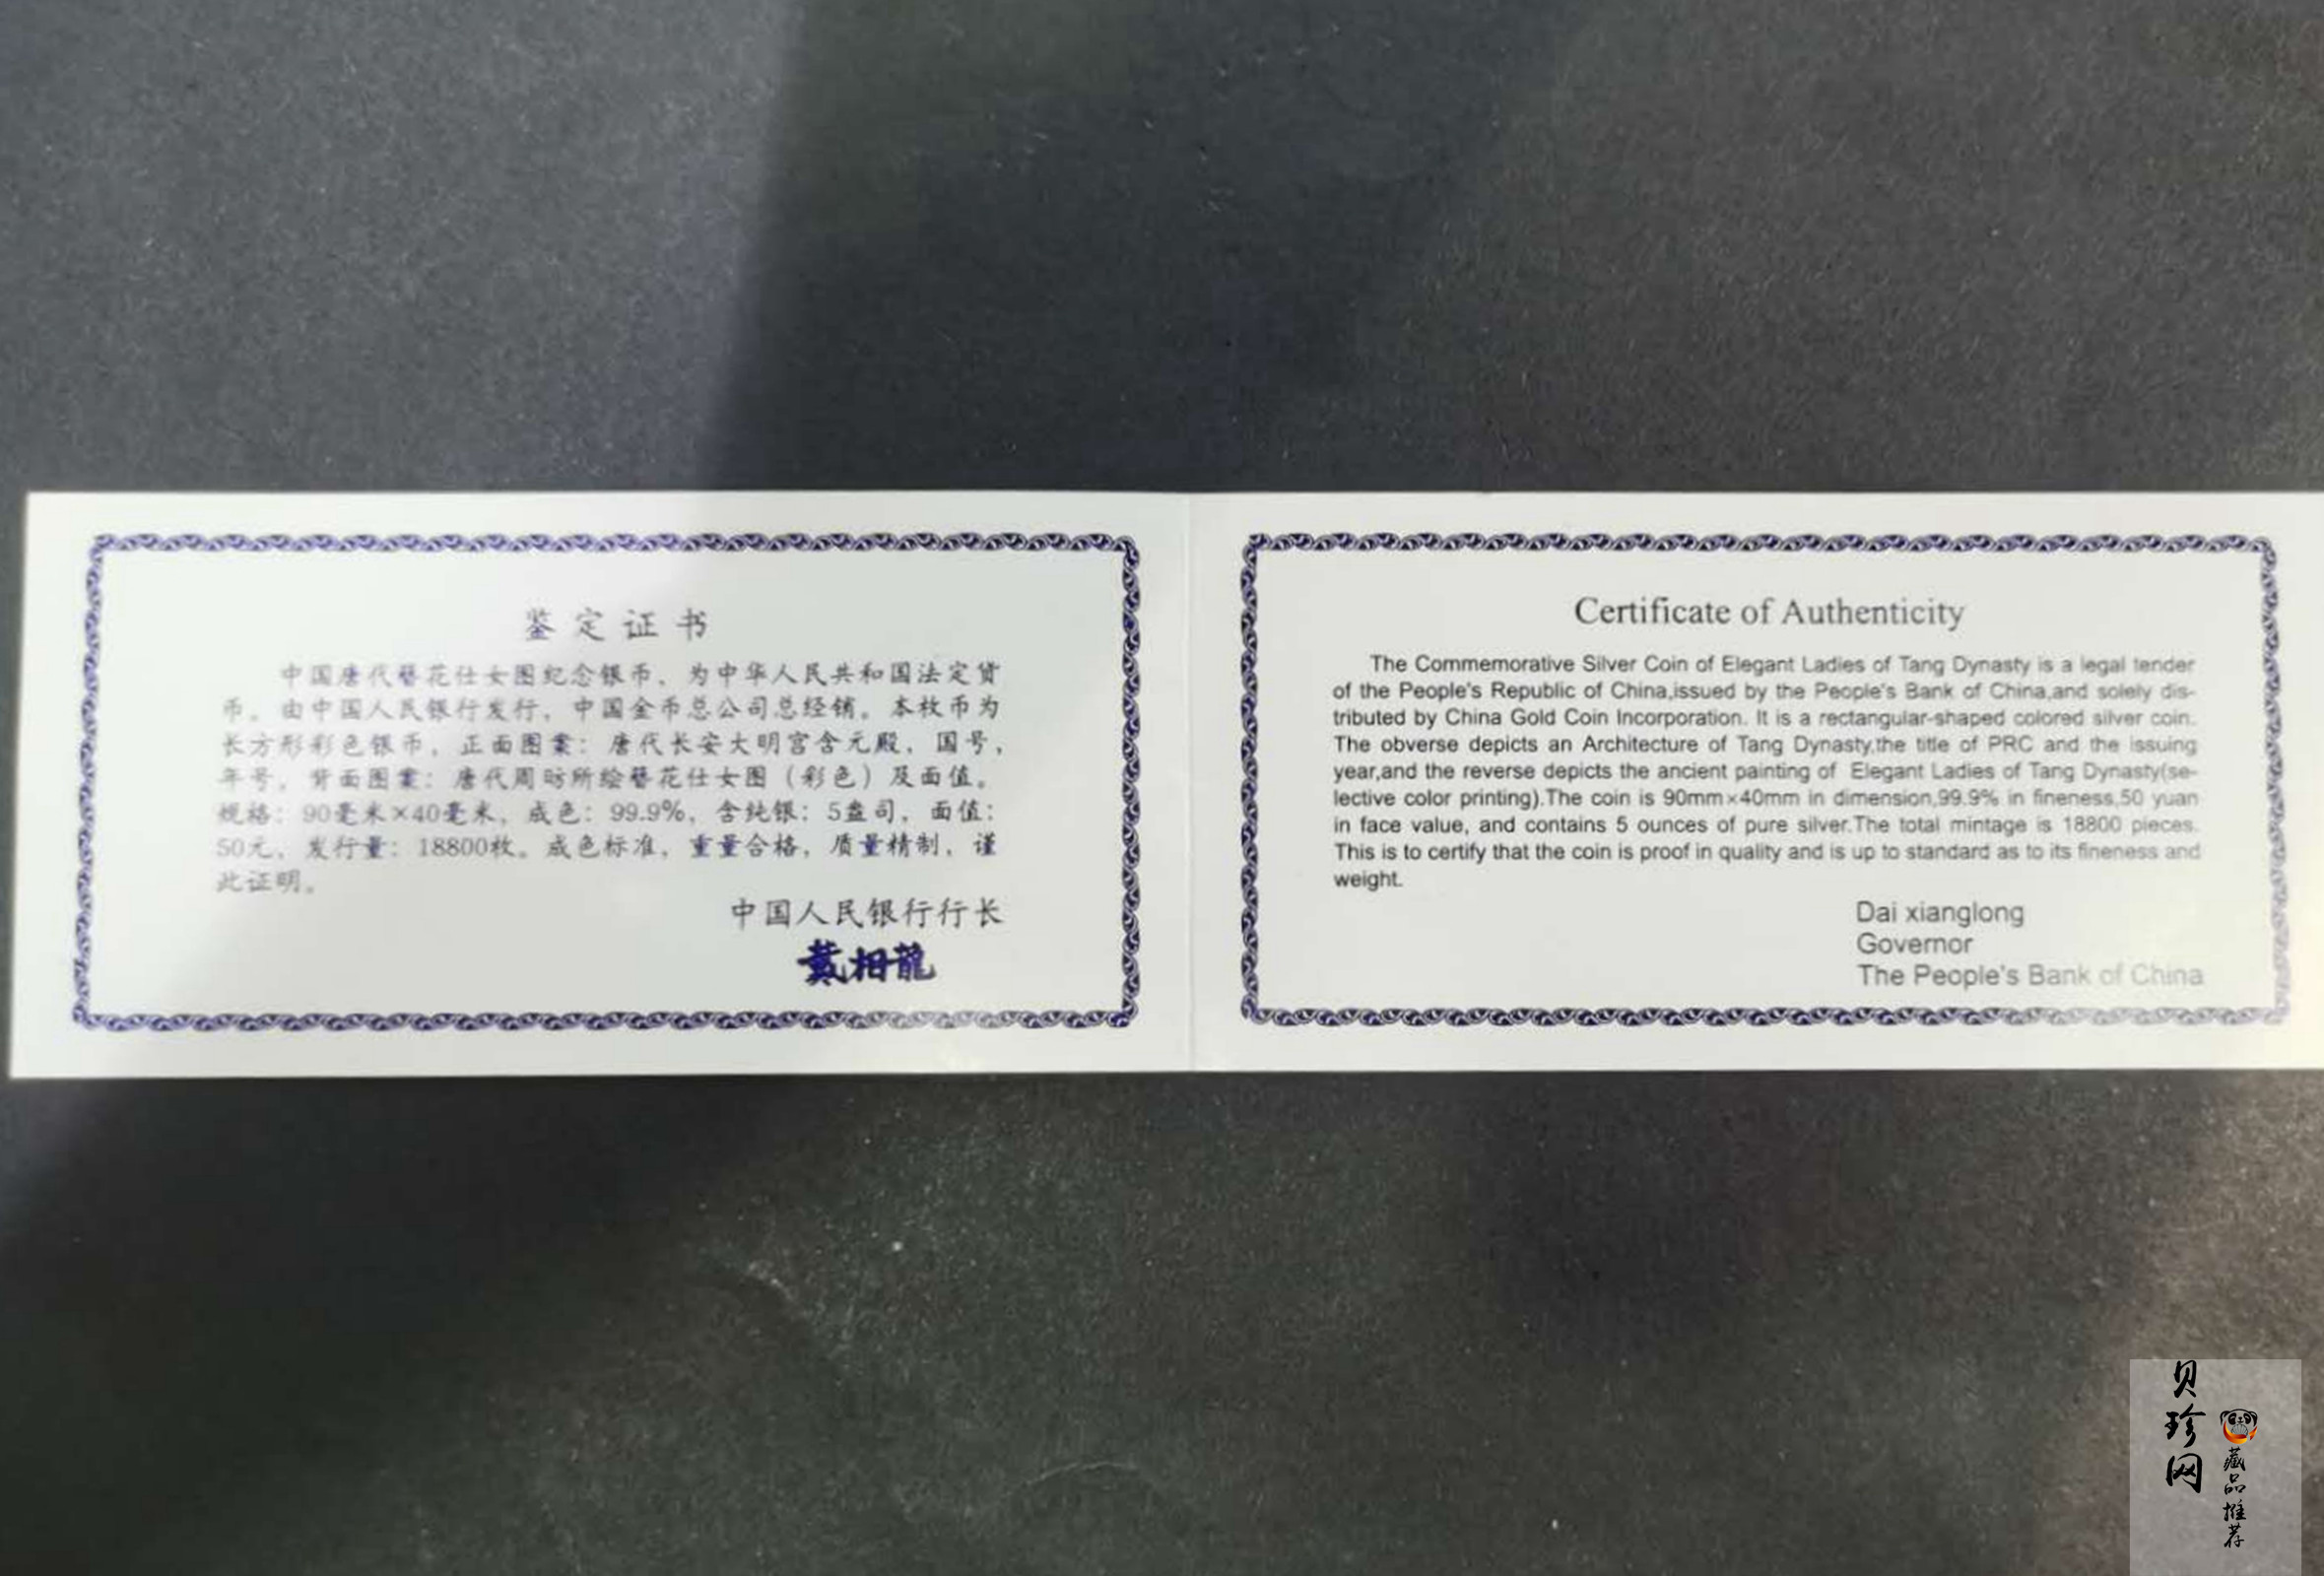 鉴定证书
中国唐代簪花仕女图纪念银币，为中华人民共和国法定货
币。由中国人民银行发行，中国金币总公司总经销。本枚币为
长方形彩色银币，正面图案：唐代长安大明宫含元殿，国号，
年号。背面图案：唐代周昉所绘簪花仕女图（彩色）及面值。
规格：90毫米×40毫米，成色：99.9%，含纯银：5盎司，面值：
50元，发行量：18800枚。成色标准，重量合格，质量精制，谨
此证明。
中国人民银行行长
戴相龍
Certificate of Authenticity
The Commemorative Silver Coin of Elegant Ladies of Tang Dynasty is a legal tender
of the People's Republic of China,issued by the People's Bank of China,and solely dis-
tributed by China Gold Coin Incorporation. It is a rectangular-shaped colored silver coin.
The obverse depicts an Architecture of Tang Dynasty,the title of PRC and the issuing
year,and the reverse depicts the ancient painting of Elegant Ladies of Tang Dynasty(se-
lective color printing).The coin is 90mm×40mm in dimension,99.9% in fineness,50 yuan
in face value, and contains 5 ounces of pure silver.The total mintage is 18800 pieces.
This is to certify that the coin is proof in quality and is up to standard as to its fineness and
weight.
Dai xianglong
Governor
The People's Bank of China
贝珍网
藏品推荐